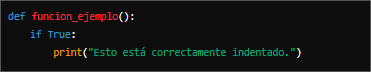 def funcion_ejemplo():
    if True:
        print("Esto está correctamente indentado.")